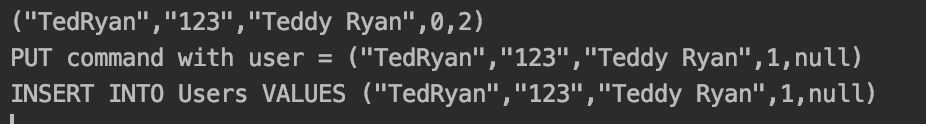 ("TedRyan","123","Teddy Ryan",0,2)
PUT command with user = ("TedRyan","123","Teddy Ryan",1,null)
INSERT INTO Users VALUES ("TedRyan","123","Teddy Ryan",1,null)